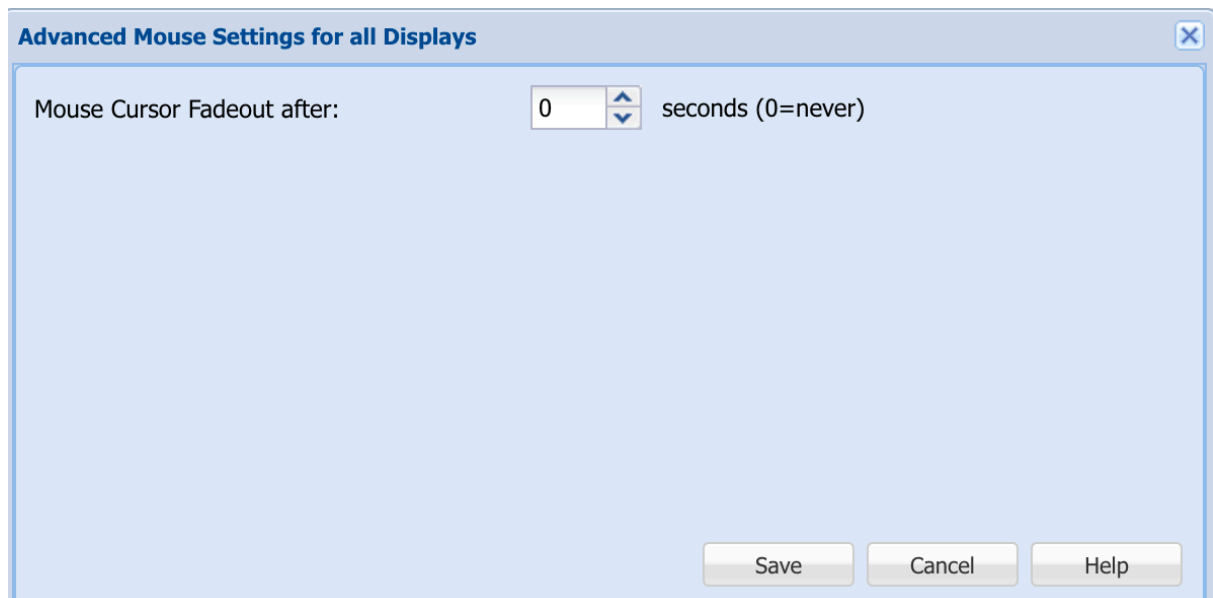 Advanced Mouse Settings for all Displays
Mouse Cursor Fadeout after: 0 seconds (0=never)
Save Cancel Help